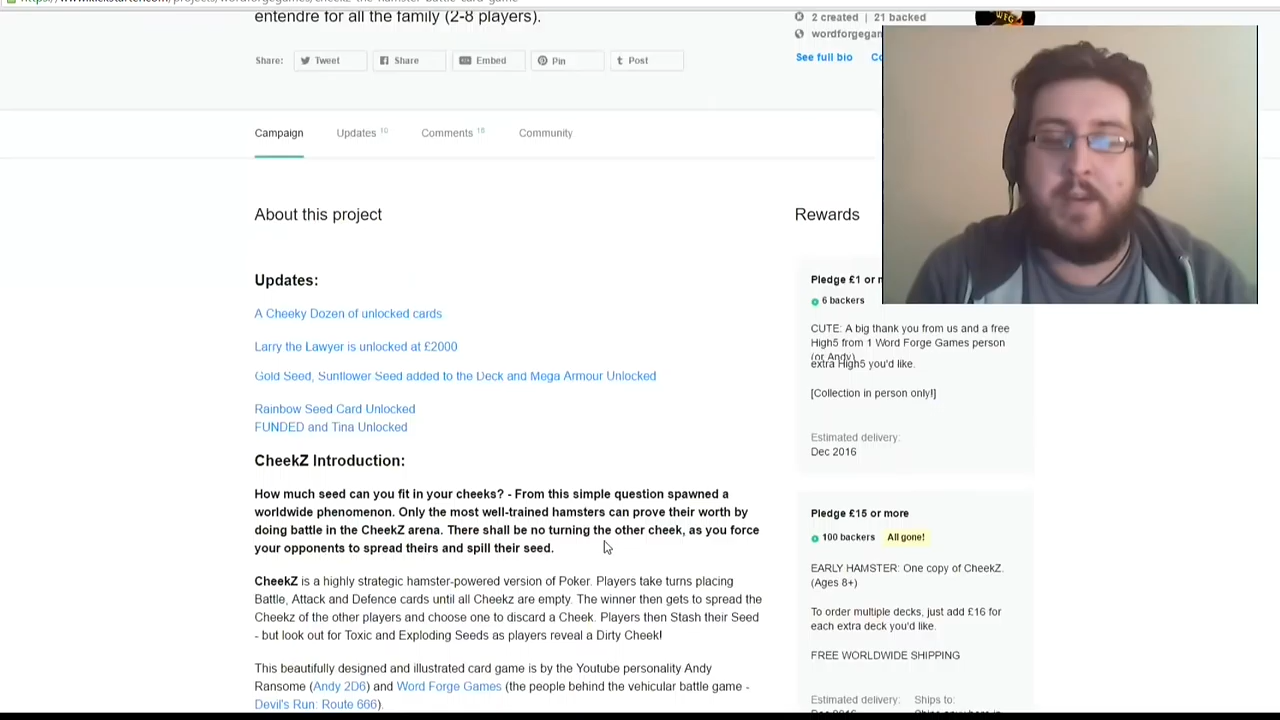 entendre for all the family (2-8 players).
2 created | 21 backed
WFG
See full bio
Share: Tweet Share Embed Pin Post
Campaign Updates 10 Comments Community
About this project
Updates:
A Cheeky Dozen of unlocked cards
Larry the Lawyer is unlocked at £2000
Gold Seed, Sunflower Seed added to the Deck and Mega Armour Unlocked
Rainbow Seed Card Unlocked
FUNDED and Tina Unlocked
CheekZ Introduction:
How much seed can you fit in your cheeks? - From this simple question spawned a
worldwide phenomenon. Only the most well-trained hamsters can prove their worth by
doing battle in the CheekZ arena. There shall be no turning the other cheek, as you force
your opponents to spread theirs and spill their seed.
CheekZ is a highly strategic hamster-powered version of Poker. Players take turns placing
Battle, Attack and Defence cards until all Cheekz are empty. The winner then gets to spread the
Cheekz of the other players and choose one to discard a Cheek. Players then Stash their Seed
- but look out for Toxic and Exploding Seeds as players reveal a Dirty Cheek!
This beautifully designed and illustrated card game is by the Youtube personality Andy
Ransome (Andy 2D6) and Word Forge Games (the people behind the vehicular battle game -
Devil's Run: Route 666).
Rewards
Pledge £1 or
6 backers
CUTE: A big thank you from us and a free
High5 from 1 Word Forge Games person
(or Andy)
extra High5 you'd like.
[Collection in person only!]
Estimated delivery:
Dec 2016
Pledge £15 or more
100 backers All gone!
EARLY HAMSTER: One copy of CheekZ.
(Ages 8+)
To order multiple decks, just add £16 for
each extra deck you'd like.
FREE WORLDWIDE SHIPPING
Estimated delivery: Ships to: